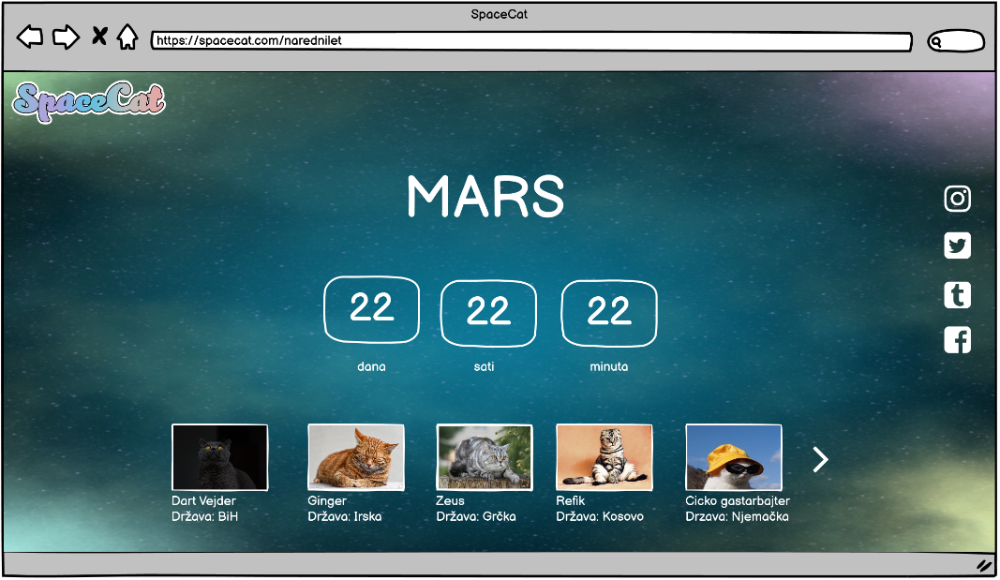 SpaceCat
https://spacecat.com/narednilet
SpaceCat
MARS
22 22 22
dana sati minuta
Dart Vejder Ginger Zeus Refik Cicko gastarbajter
Država: BiH Država: Irska Država: Grčka Država: Kosovo Drzava: Njemačka